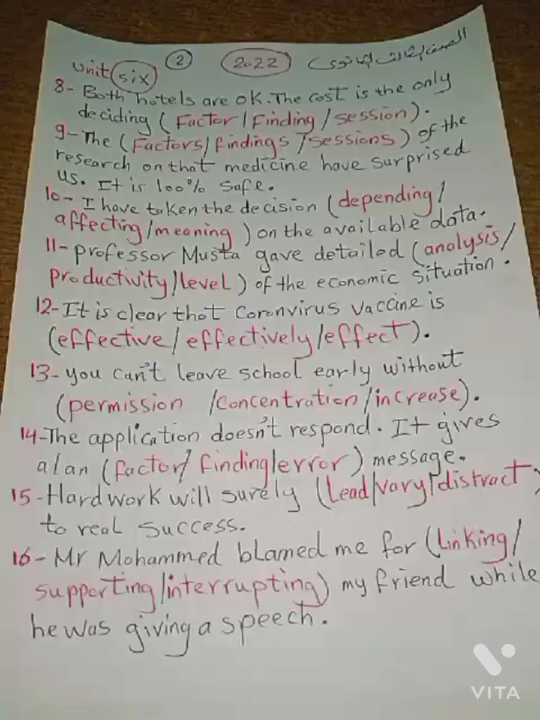 الصف الثالث الثانوى
2022
2
unit six
8- Both hotels are ok. The cost is the only
deciding (Factor/Finding/session).
9- The (Factors/findings/sessions) of the
research on that medicine have surprised
us. It is 100% safe.
10- I have taken the decision (depending/
affecting/meaning) on the available data.
11- professor Musta gave detailed (analysis/
productivity/level) of the economic situation.
12- It is clear that Coronvirus vaccine is
(effective/effectively/effect).
13- you can't leave school early without
(permission /concentration/increase).
14- The application doesn't respond. It gives
a/an (factor/finding/error) message.
15- Hard work will surely (Lead/vary/distract)
to real success.
16- Mr Mohammed blamed me for (Linking/
supporting/interrupting) my friend while
he was giving a speech.
VITA